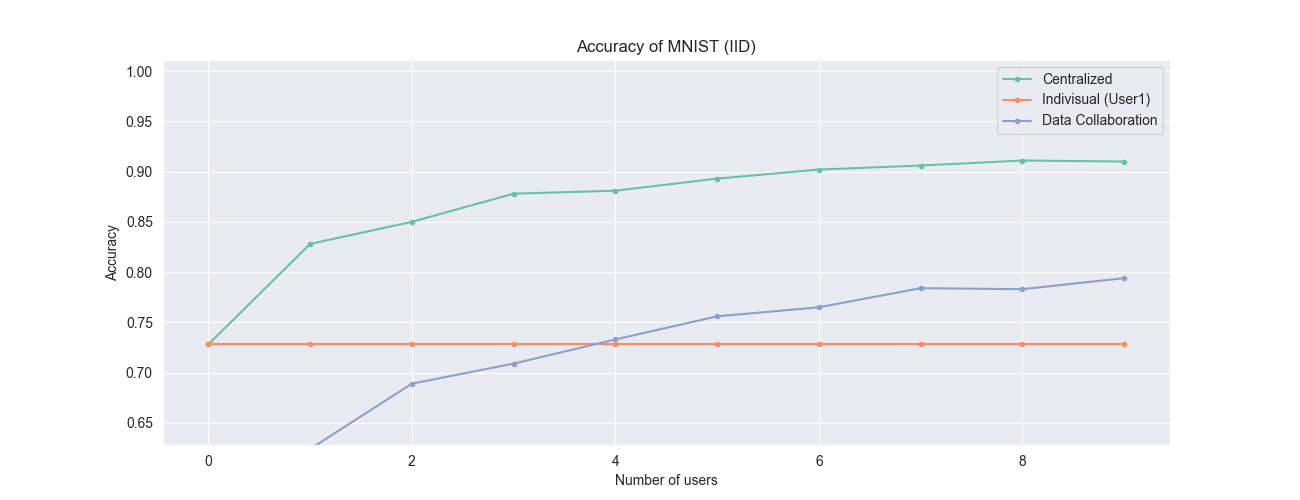 Accuracy of MNIST (IID)
Centralized
Indivisual (User1)
Data Collaboration
Accuracy
1.00
0.95
0.90
0.85
0.80
0.75
0.70
0.65
0 2 4 6 8
Number of users